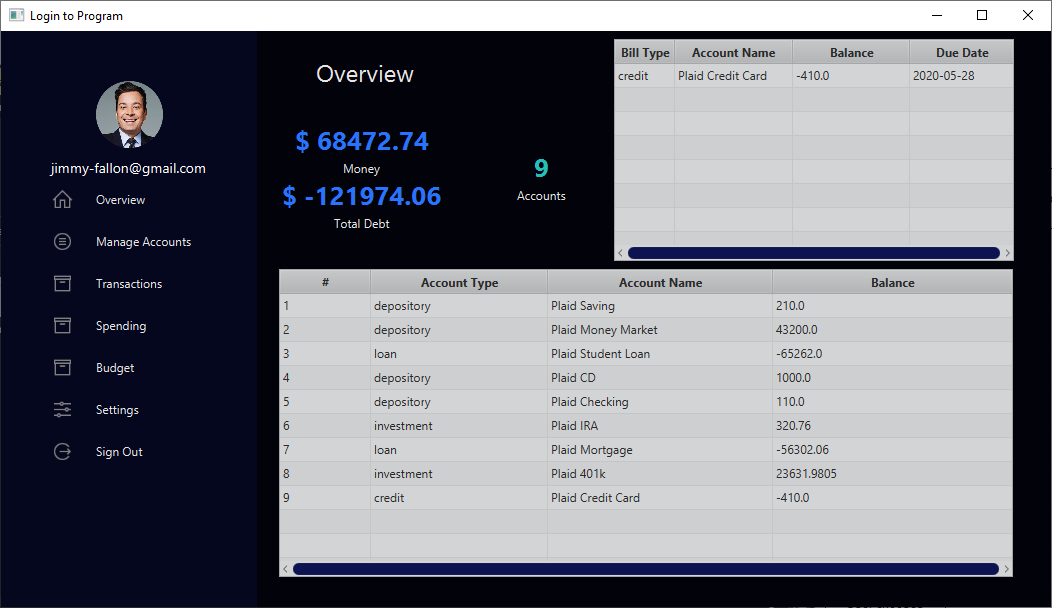 Login to Program
jimmy-fallon@gmail.com
Overview
Manage Accounts
Transactions
Spending
Budget
Settings
Sign Out
Overview
$ 68472.74
Money
$ -121974.06
Total Debt
9
Accounts
Bill Type Account Name Balance Due Date
credit Plaid Credit Card -410.0 2020-05-28
# Account Type Account Name Balance
1 depository Plaid Saving 210.0
2 depository Plaid Money Market 43200.0
3 loan Plaid Student Loan -65262.0
4 depository Plaid CD 1000.0
5 depository Plaid Checking 110.0
6 investment Plaid IRA 320.76
7 loan Plaid Mortgage -56302.06
8 investment Plaid 401k 23631.9805
9 credit Plaid Credit Card -410.0